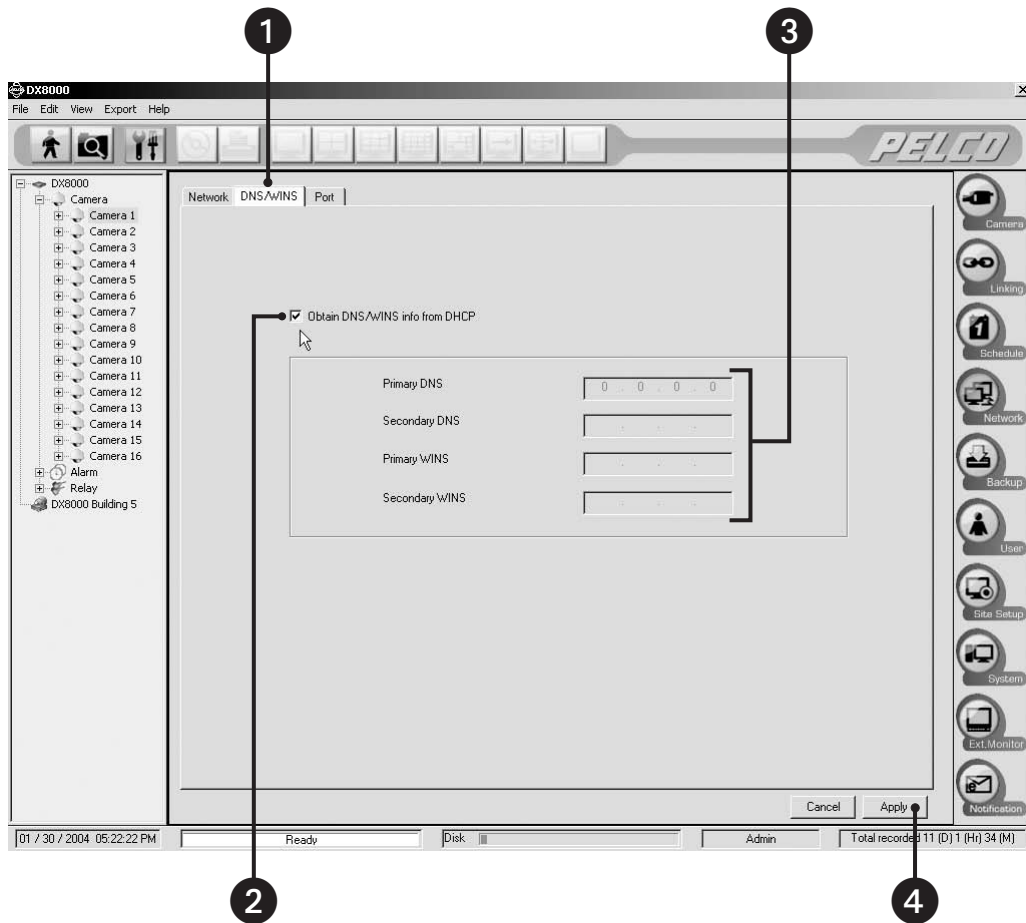 1
3
DX8000
File Edit View Export Help
PELCO
DX8000
Camera
Camera 1
Camera 2
Camera 3
Camera 4
Camera 5
Camera 6
Camera 7
Camera 8
Camera 9
Camera 10
Camera 11
Camera 12
Camera 13
Camera 14
Camera 15
Camera 16
Alarm
Relay
DX8000 Building 5
Network DNS/WINS Port
Obtain DNS/WINS info from DHCP
Primary DNS 0 . 0 . 0 . 0
Secondary DNS . . .
Primary WINS . . .
Secondary WINS . . .
Camera
Linking
1
Schedule
Network
Backup
User
Site Setup
System
Ext.Monitor
Notification
Cancel Apply
01 / 30 / 2004 05:22:22 PM Ready Disk Admin Total recorded 11 (D) 1 (Hr) 34 (M)
2
4